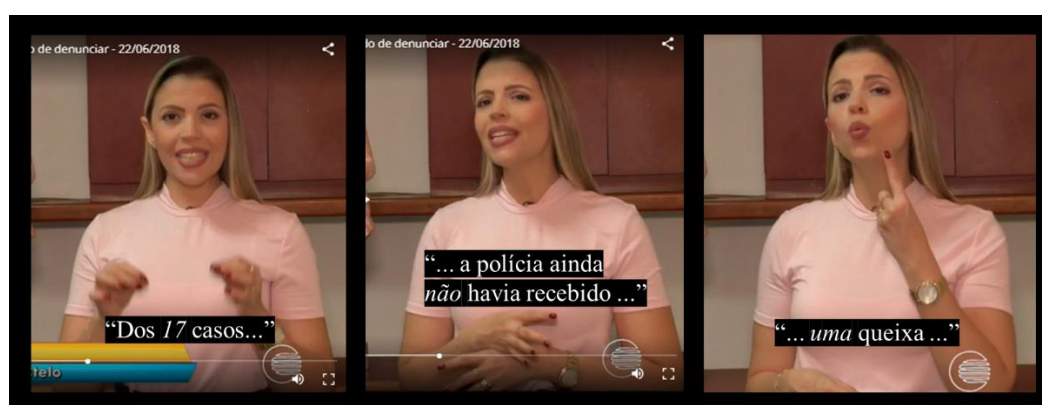 o de denunciar - 22/06/2018
“Dos 17 casos...”
telo
do de denunciar - 22/06/2018
“... a polícia ainda
não havia recebido ...”
“... uma queixa ...”